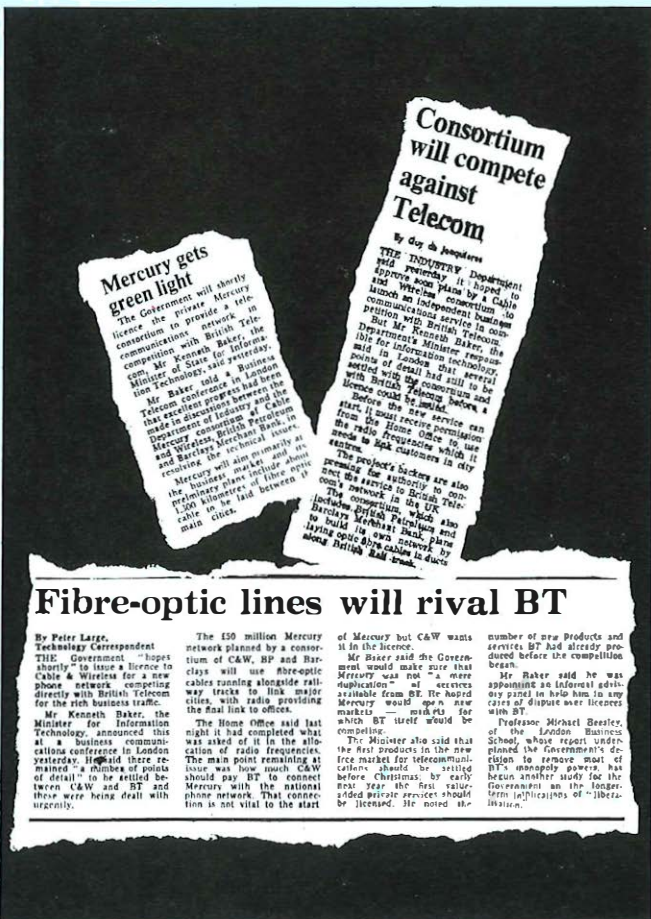 Mercury gets
green light
The Government will shortly
licence the private Mercury
consortium to provide a tele-
communications network in
competition with British Tele-
com, Mr Kenneth Baker, the
Minister of State for Informa-
tion Technology, said yesterday.
Mr Baker told a Business
Telecom conference in London
that excellent progress had been
made in discussions between the
Department of Industry and the
Mercury consortium of Cable
and Wireless, British Petroleum
and Barclays Merchant Bank, in
resolving the technical issues.
Mercury will aim primarily at
the business market and its
preliminary plans include about
1,300 kilometres of fibre optic
cable to be laid between
main cities.
Consortium
will compete
against
Telecom
By Guy de Jonquieres
THE INDUSTRY Department
said yesterday it hoped to
approve soon plans by a Cable
and Wireless consortium to
launch an independent business
communications service in com-
petition with British Telecom.
But Mr Kenneth Baker, the
Department's Minister respons-
ible for information technology,
said in London that several
points of detail had still to be
settled with the consortium and
with British Telecom before a
licence could be issued.
Before the new service can
start, it must receive permission
from the Home Office to use
the radio frequencies which it
needs to link customers in city
centres.
The project's backers are also
pressing for authority to con-
nect the service to British Tele-
com's network in the UK
The consortium, which also
includes British Petroleum and
Barclays Merchant Bank, plans
to build its own network by
laying optic fibre cables in ducts
along British Rail track.
Fibre-optic lines will rival BT
By Peter Large,
Technology Correspondent
THE Government "hopes
shortly" to issue a licence to
Cable & Wireless for a new
phone network competing
directly with British Telecom
for the rich business traffic.
Mr Kenneth Baker, the
Minister for Information
Technology, announced this
at a business communi-
cations conference in London
yesterday. He said there re-
mained "a number of points
of detail" to be settled be-
tween C&W and BT and
these were being dealt with
urgently.
The £50 million Mercury
network planned by a consor-
tium of C&W, BP and Bar-
clays will use fibre-optic
cables running alongside rail-
way tracks to link major
cities, with radio providing
the final link to offices.
The Home Office said last
night it had completed what
was asked of it in the allo-
cation of radio frequencies.
The main point remaining at
issue was how much C&W
should pay BT to connect
Mercury with the national
phone network. That connec-
tion is not vital to the start
of Mercury but C&W wants
it in the licence.
Mr Baker said the Govern-
ment would make sure that
Mercury was not "a mere
duplication" of services
available from BT. He hoped
Mercury would open new
markets — markets for
which BT itself would be
competing.
The Minister also said that
the first products in the new
free market for telecommuni-
cations should be settled
before Christmas; by early
next year the first value-
added private services should
be licensed. He noted the
number of new products and
services BT had already pro-
duced before the competition
began.
Mr Baker said he was
appointing an informal advis-
ory panel to help him in any
cases of dispute over licences
with BT.
Professor Michael Beesley,
of the London Business
School, whose report under-
pinned the Government's de-
cision to remove most of
BT's monopoly powers, has
begun another study for the
Government on the longer-
term implications of "libera-
lisation.